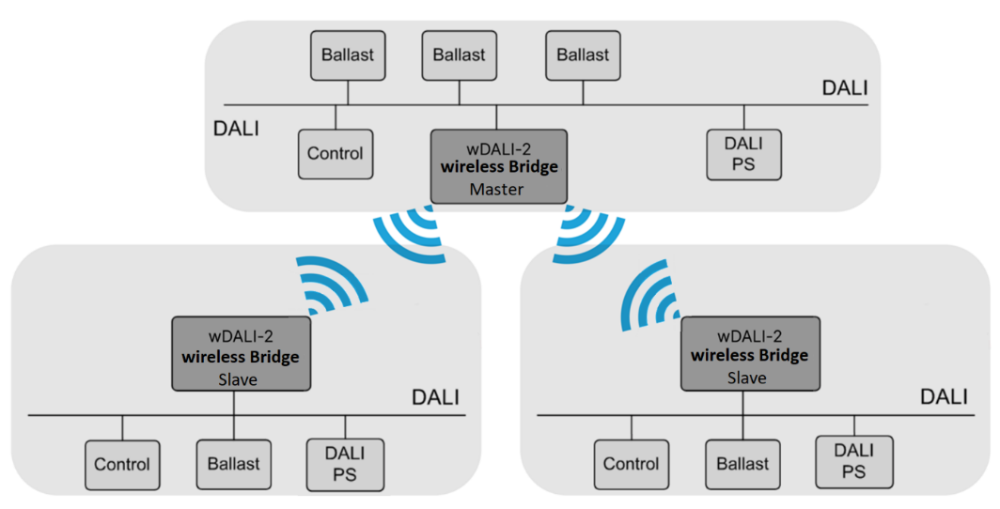 Ballast
Ballast
Ballast
DALI
DALI
Control
wDALI-2
wireless Bridge
Master
DALI
PS
wDALI-2
wireless Bridge
Slave
DALI
Control
Ballast
DALI
PS
wDALI-2
wireless Bridge
Slave
DALI
Control
Ballast
DALI
PS